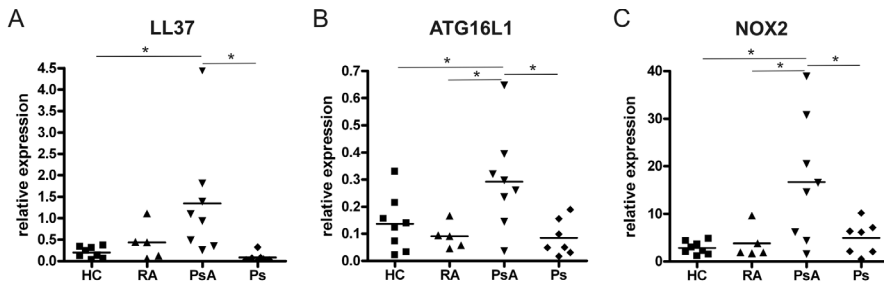 A
LL37
*
*
relative expression
4.5
4.0
3.5
3.0
2.5
2.0
1.5
1.0
0.5
0.0
HC
RA
PsA
Ps
B
ATG16L1
*
*
*
relative expression
0.7
0.6
0.5
0.4
0.3
0.2
0.1
0.0
HC
RA
PsA
Ps
C
NOX2
*
*
*
relative expression
40
30
20
10
0
HC
RA
PsA
Ps